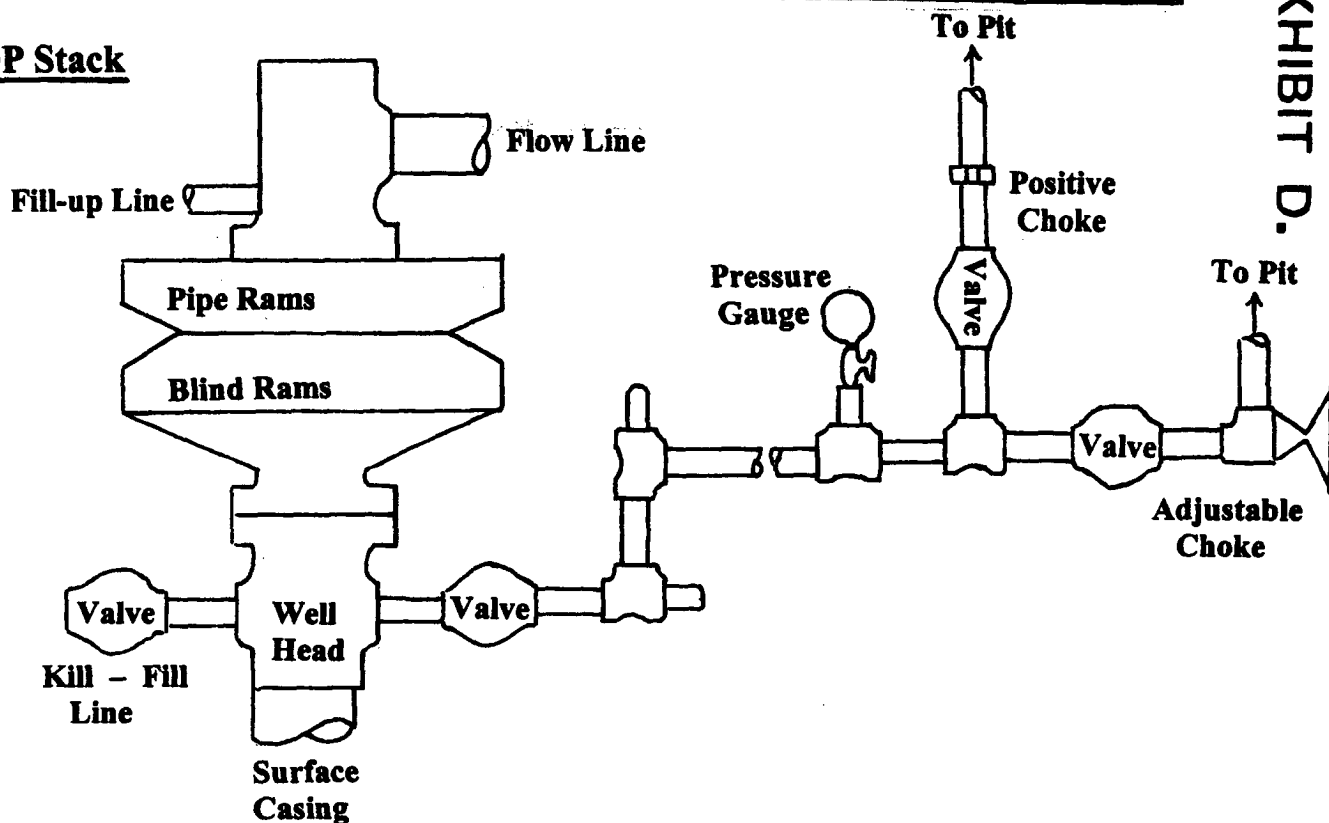 P Stack
To Pit
XHIBIT D.
Flow Line
Fill-up Line
Positive
Choke
To Pit
Pressure
Gauge
Valve
Pipe Rams
Blind Rams
Valve
Adjustable
Choke
Valve
Well
Head
Valve
Kill – Fill
Line
Surface
Casing